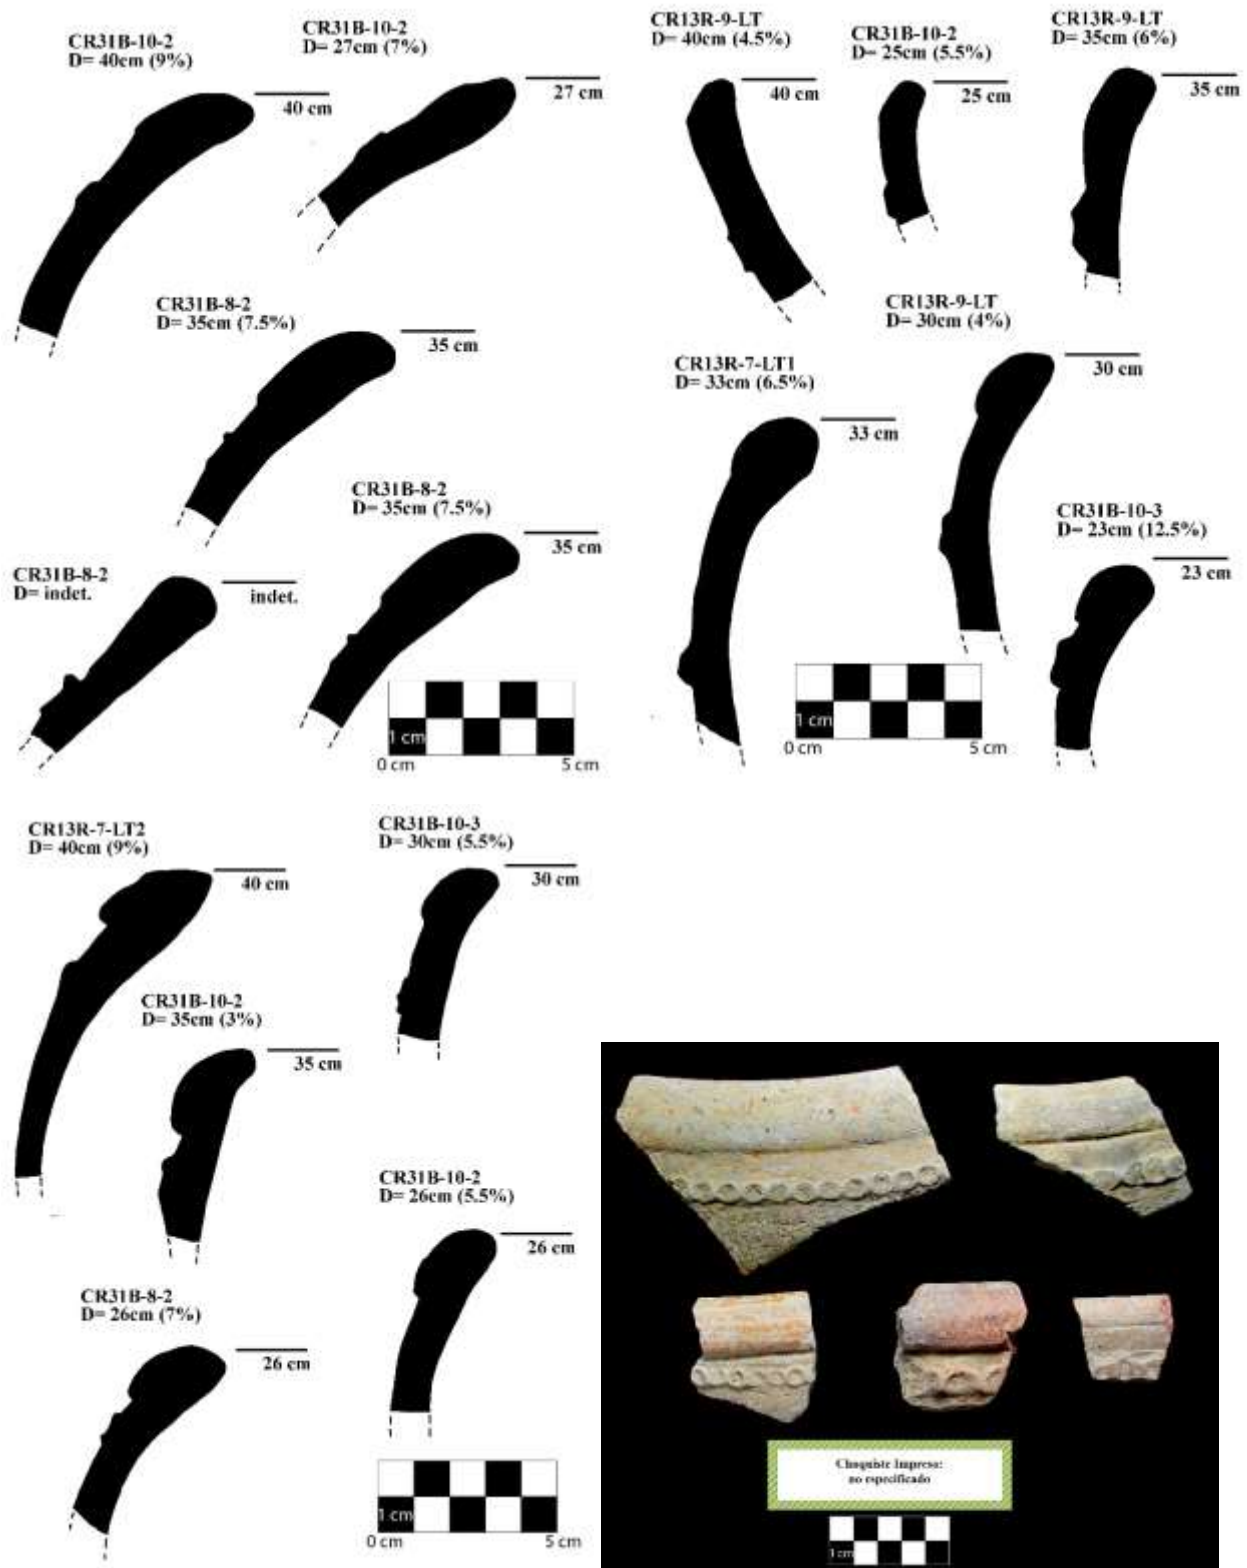 CR31B-10-2
D= 40cm (9%)
40 cm
CR31B-10-2
D= 27cm (7%)
27 cm
CR13R-9-LT
D= 40cm (4.5%)
40 cm
CR31B-10-2
D= 25cm (5.5%)
25 cm
CR13R-9-LT
D= 35cm (6%)
35 cm
CR31B-8-2
D= 35cm (7.5%)
35 cm
CR13R-9-LT
D= 30cm (4%)
30 cm
CR13R-7-LT1
D= 33cm (6.5%)
33 cm
CR31B-8-2
D= 35cm (7.5%)
35 cm
CR31B-10-3
D= 23cm (12.5%)
23 cm
CR31B-8-2
D= indet.
indet.
1 cm
0 cm 5 cm
1 cm
0 cm 5 cm
CR13R-7-LT2
D= 40cm (9%)
40 cm
CR31B-10-3
D= 30cm (5.5%)
30 cm
CR31B-10-2
D= 35cm (3%)
35 cm
CR31B-10-2
D= 26cm (5.5%)
26 cm
CR31B-8-2
D= 26cm (7%)
26 cm
1 cm
0 cm 5 cm
Chiquiste Impreso:
no especificado
1 cm